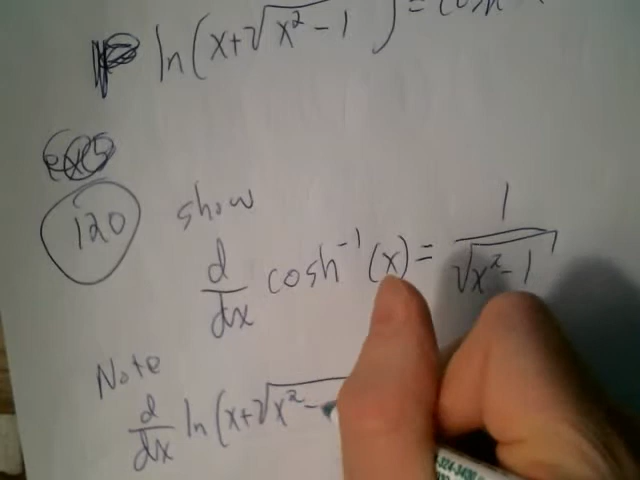 ln(x+√x²-1) = cosh
120 show
d/dx cosh⁻¹(x) = 1/√x²-1
Note
d/dx ln(x+√x²-